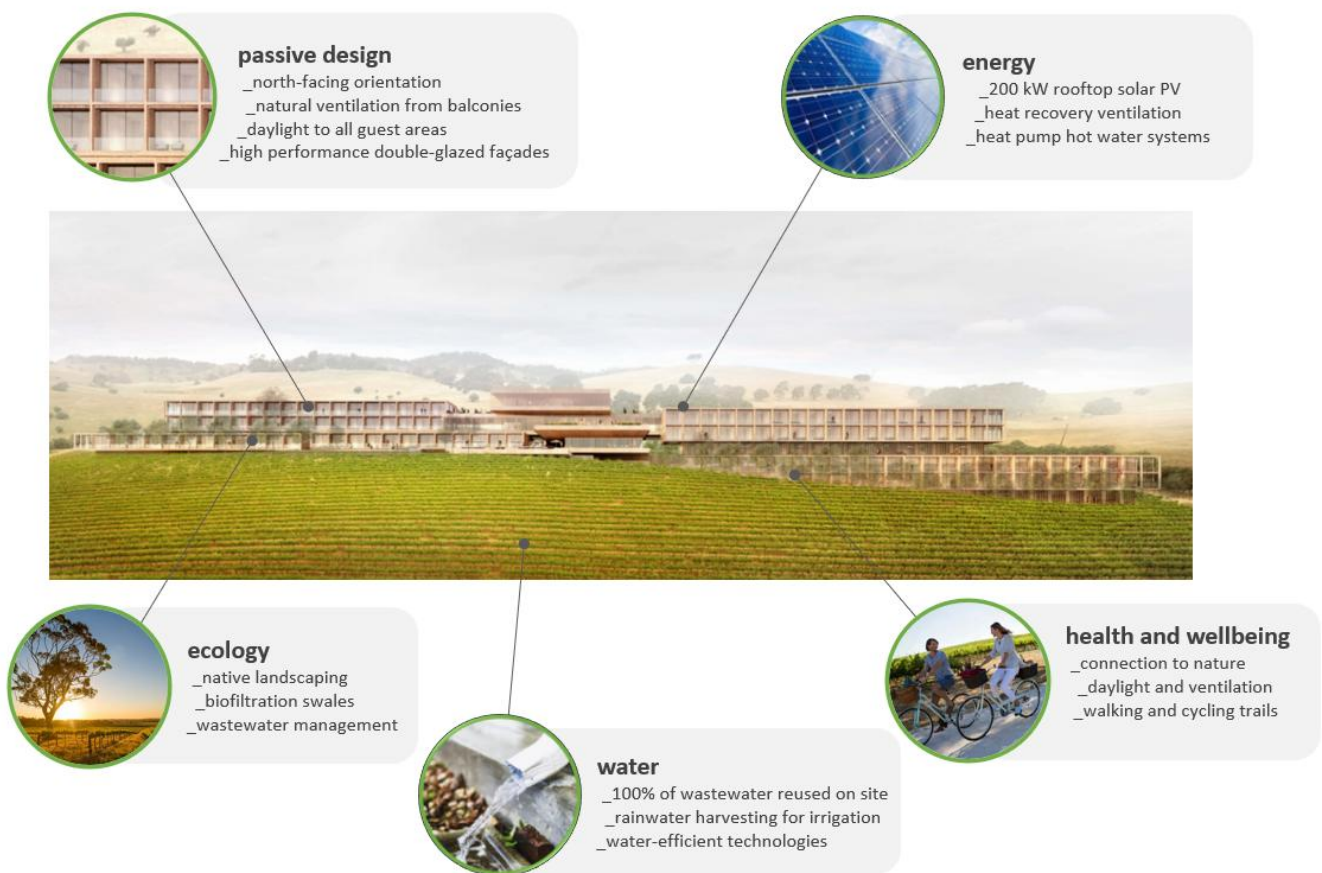 passive design
_north-facing orientation
_natural ventilation from balconies
_daylight to all guest areas
_high performance double-glazed façades
energy
_200 kW rooftop solar PV
_heat recovery ventilation
_heat pump hot water systems
ecology
_native landscaping
_biofiltration swales
_wastewater management
water
_100% of wastewater reused on site
_rainwater harvesting for irrigation
_water-efficient technologies
health and wellbeing
_connection to nature
_daylight and ventilation
_walking and cycling trails